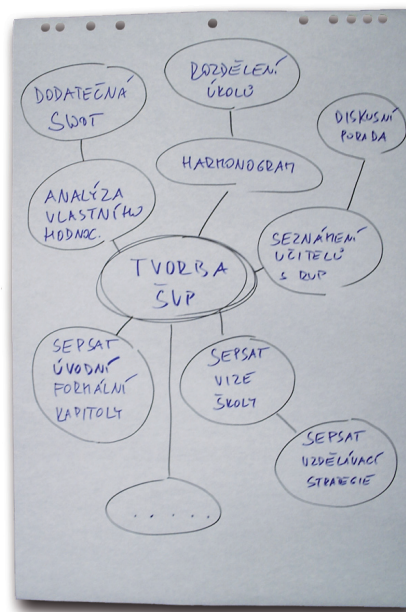 ROZDĚLENÍ
ÚKOLŮ
DODATEČNÁ
SWOT
DISKUSNÍ
PORADA
HARMONOGRAM
ANALÝZA
VLASTNÍHO
HODNOC.
SEZNÁMENÍ
UČITELŮ
S RVP
TVORBA
ŠVP
SEPSAT
ÚVODNÍ
FORMÁLNÍ
KAPITOLY
SEPSAT
VIZE
ŠKOLY
SEPSAT
VZDĚLÁVACÍ
STRATEGIE
.....